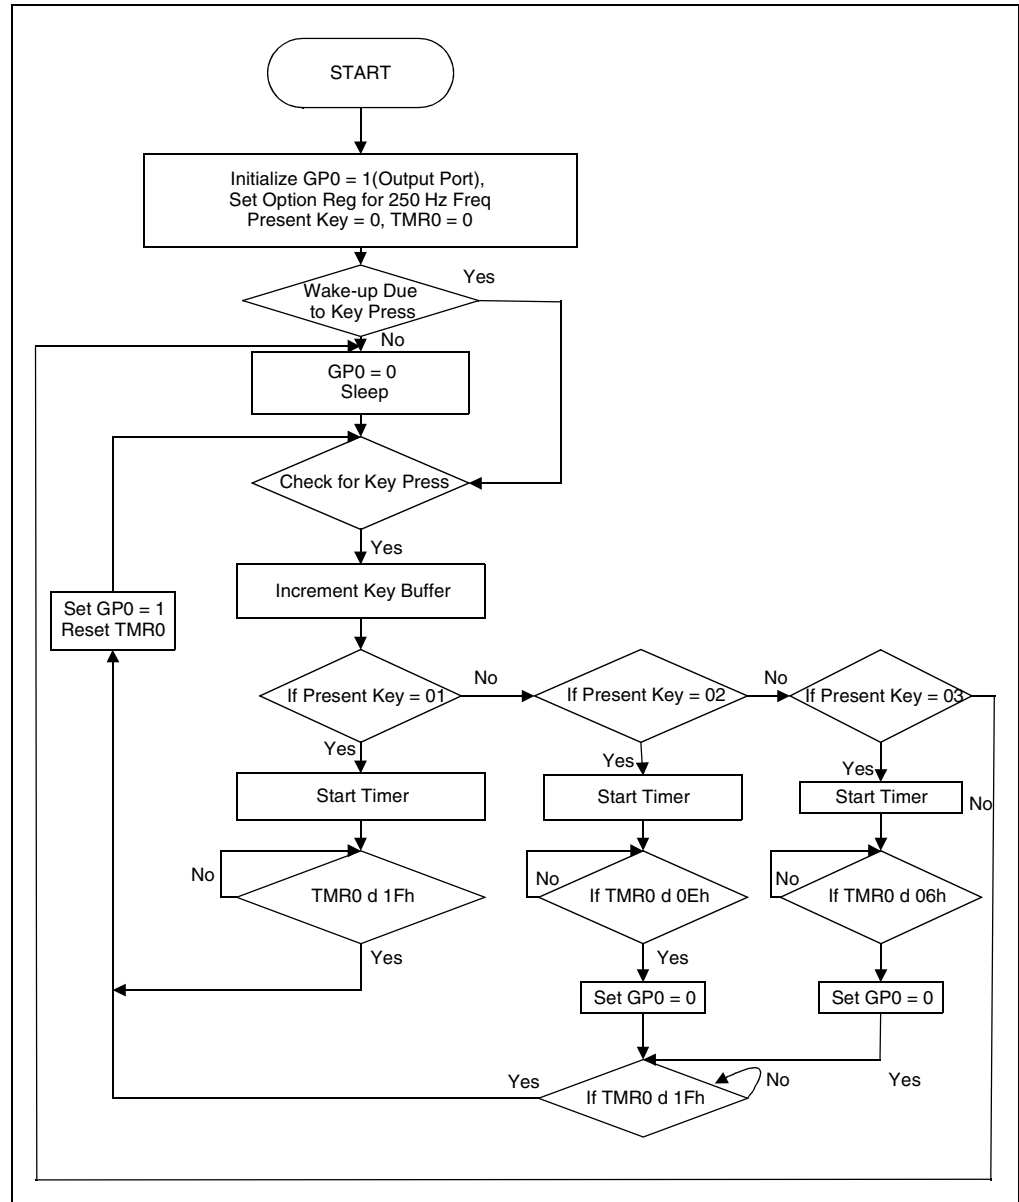 START
Initialize GP0 = 1(Output Port),
Set Option Reg for 250 Hz Freq
Present Key = 0, TMR0 = 0
Yes
Wake-up Due
to Key Press
No
GP0 = 0
Sleep
Check for Key Press
Yes
Increment Key Buffer
Set GP0 = 1
Reset TMR0
If Present Key = 01
No
If Present Key = 02
No
If Present Key = 03
Yes
Yes
Yes
Start Timer
Start Timer
Start Timer
No
No
TMR0 d 1Fh
No
If TMR0 d 0Eh
No
If TMR0 d 06h
Yes
Yes
Set GP0 = 0
Set GP0 = 0
Yes
If TMR0 d 1Fh
No
Yes